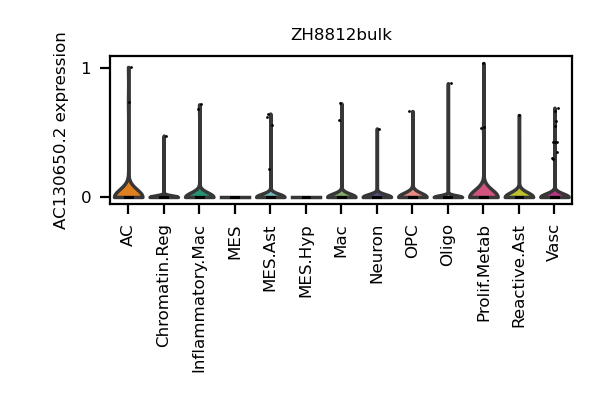 ZH8812bulk
AC130650.2 expression
1
0
AC
Chromatin.Reg
Inflammatory.Mac
MES
MES.Ast
MES.Hyp
Mac
Neuron
OPC
Oligo
Prolif.Metab
Reactive.Ast
Vasc